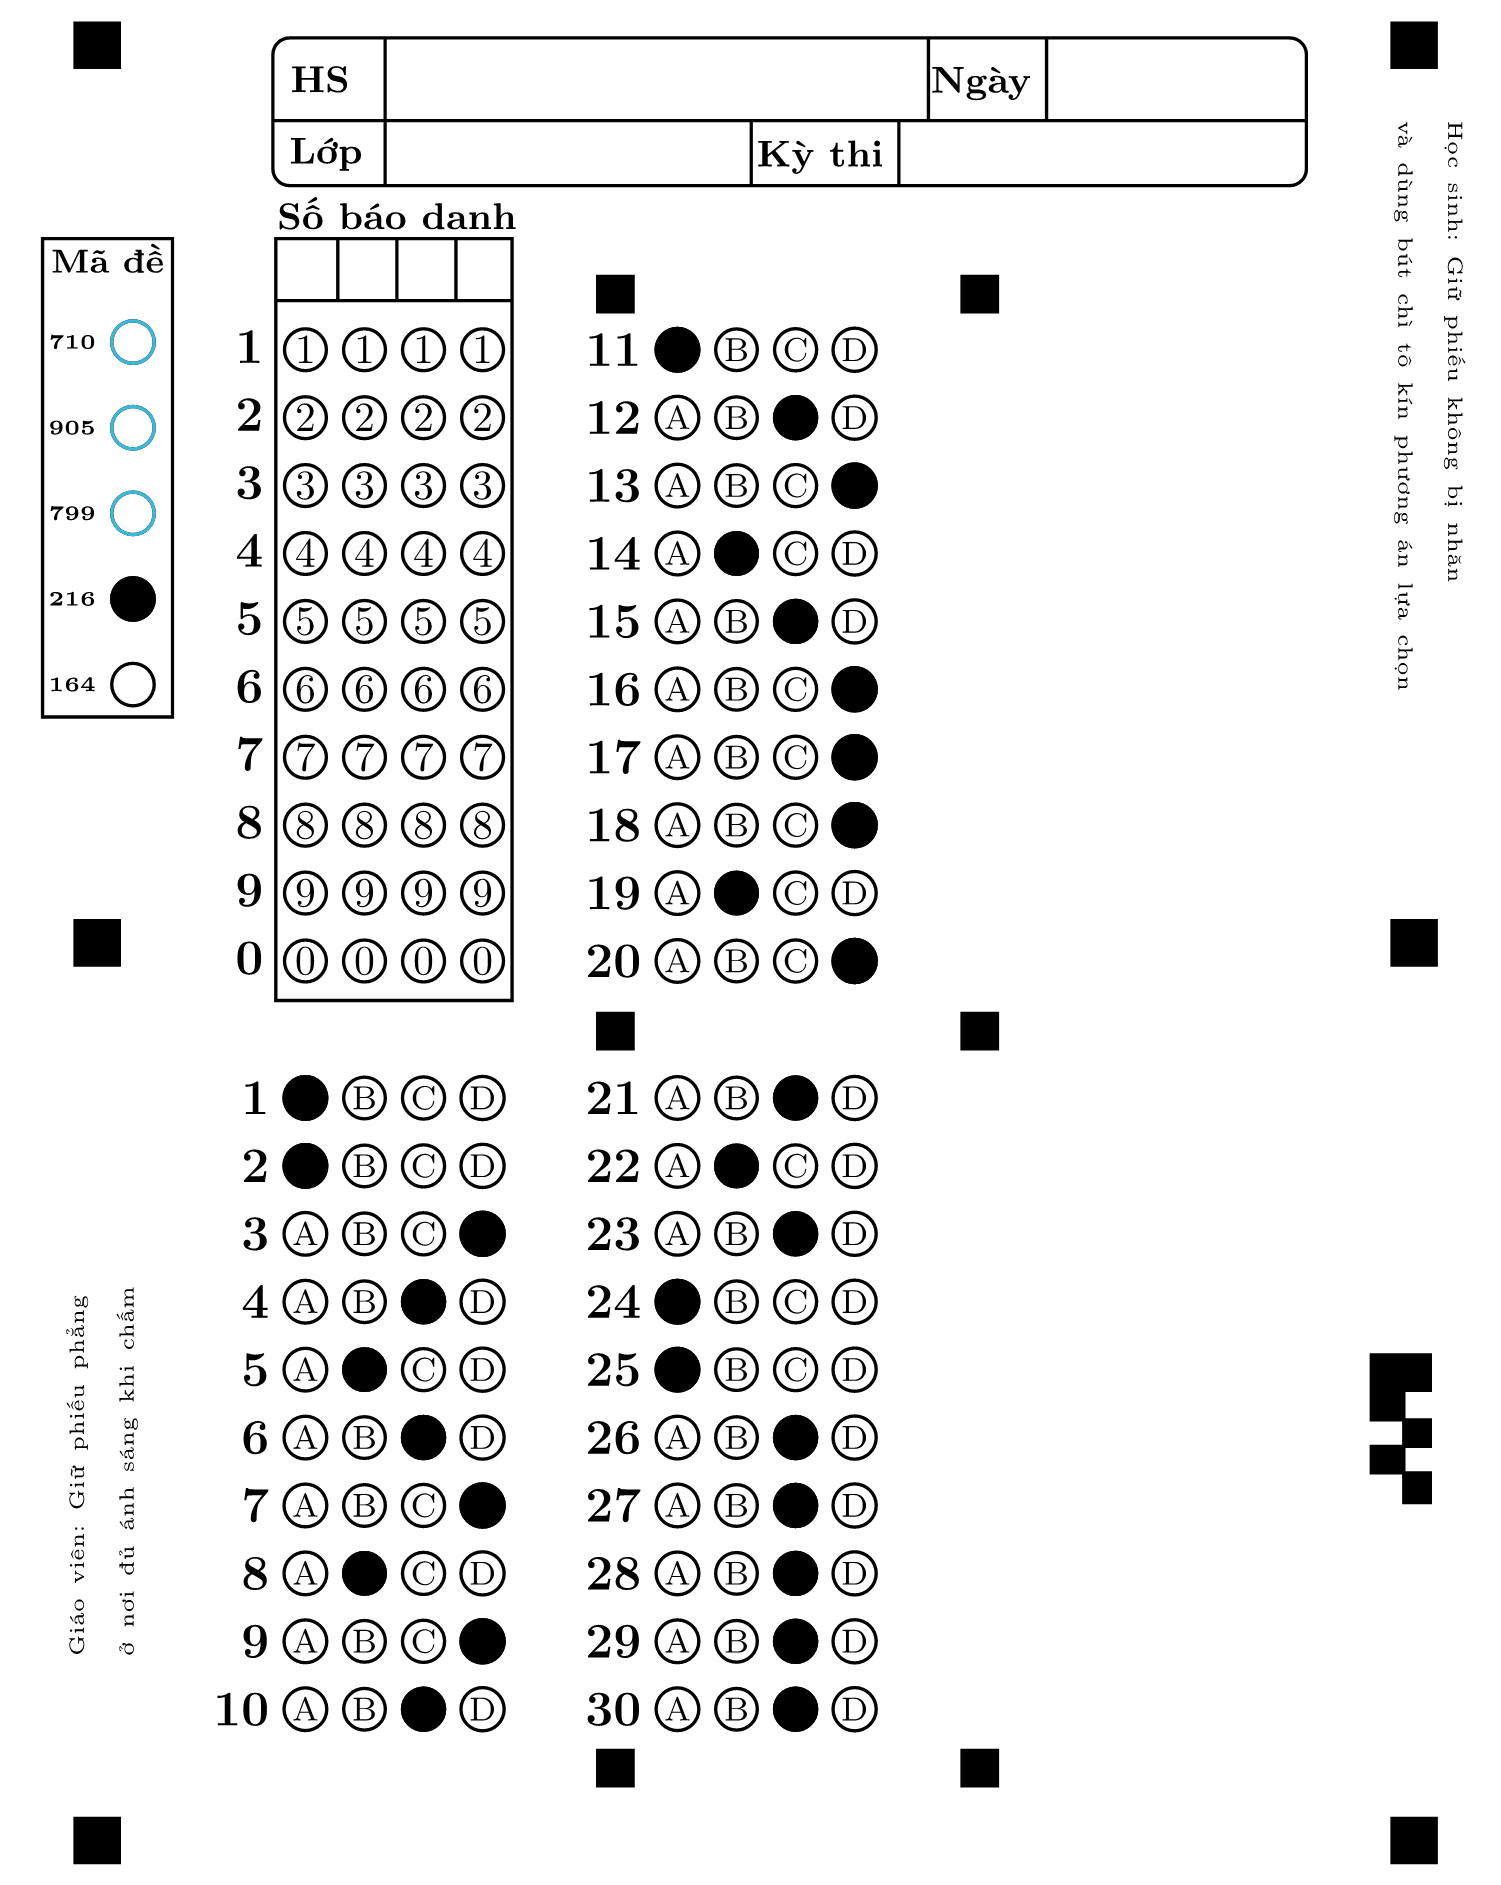 HS
Ngày
Lớp
Kỳ thi
Số báo danh
Mã đề
710
905
799
216
164
1 1 1 1 1
2 2 2 2 2
3 3 3 3 3
4 4 4 4 4
5 5 5 5 5
6 6 6 6 6
7 7 7 7 7
8 8 8 8 8
9 9 9 9 9
0 0 0 0 0
11 B C D
12 A B D
13 A B C
14 A C D
15 A B D
16 A B C
17 A B C
18 A B C
19 A C D
20 A B C
1 B C D
2 B C D
3 A B C
4 A B D
5 A C D
6 A B D
7 A B C
8 A C D
9 A B C
10 A B D
21 A B D
22 A C D
23 A B D
24 B C D
25 B C D
26 A B D
27 A B D
28 A B D
29 A B D
30 A B D
Học sinh: Giữ phiếu không bị nhăn
và dùng bút chì tô kín phương án lựa chọn
Giáo viên: Giữ phiếu phẳng
ở nơi đủ ánh sáng khi chấm